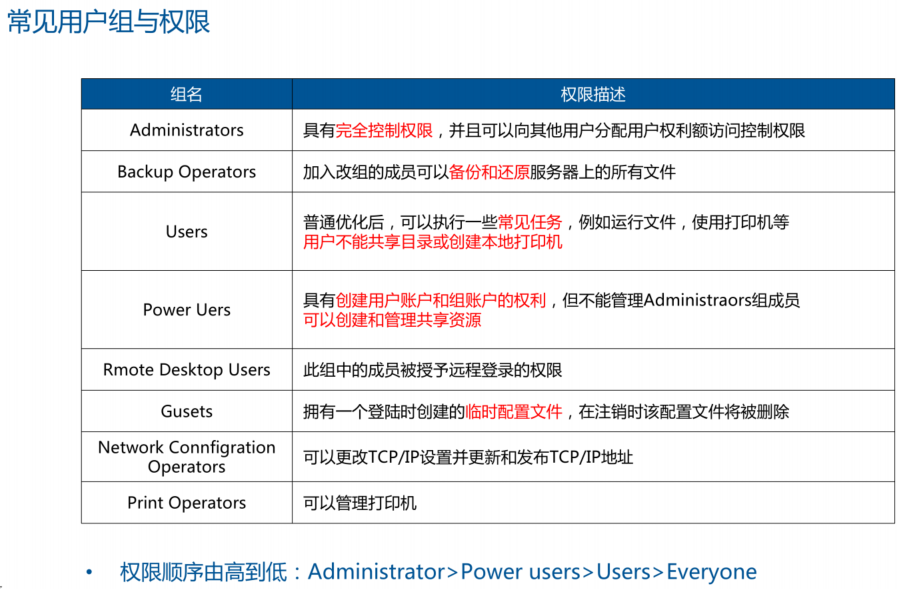 常见用户组与权限
组名 权限描述
Administrators 具有完全控制权限，并且可以向其他用户分配用户权利额访问控制权限
Backup Operators 加入改组的成员可以备份和还原服务器上的所有文件
Users 普通优化后，可以执行一些常见任务，例如运行文件，使用打印机等
用户不能共享目录或创建本地打印机
Power Uers 具有创建用户账户和组账户的权利，但不能管理Administraors组成员
可以创建和管理共享资源
Rmote Desktop Users 此组中的成员被授予远程登录的权限
Gusets 拥有一个登陆时创建的临时配置文件，在注销时该配置文件将被删除
Network Connfigration
Operators 可以更改TCP/IP设置并更新和发布TCP/IP地址
Print Operators 可以管理打印机
• 权限顺序由高到低：Administrator>Power users>Users>Everyone